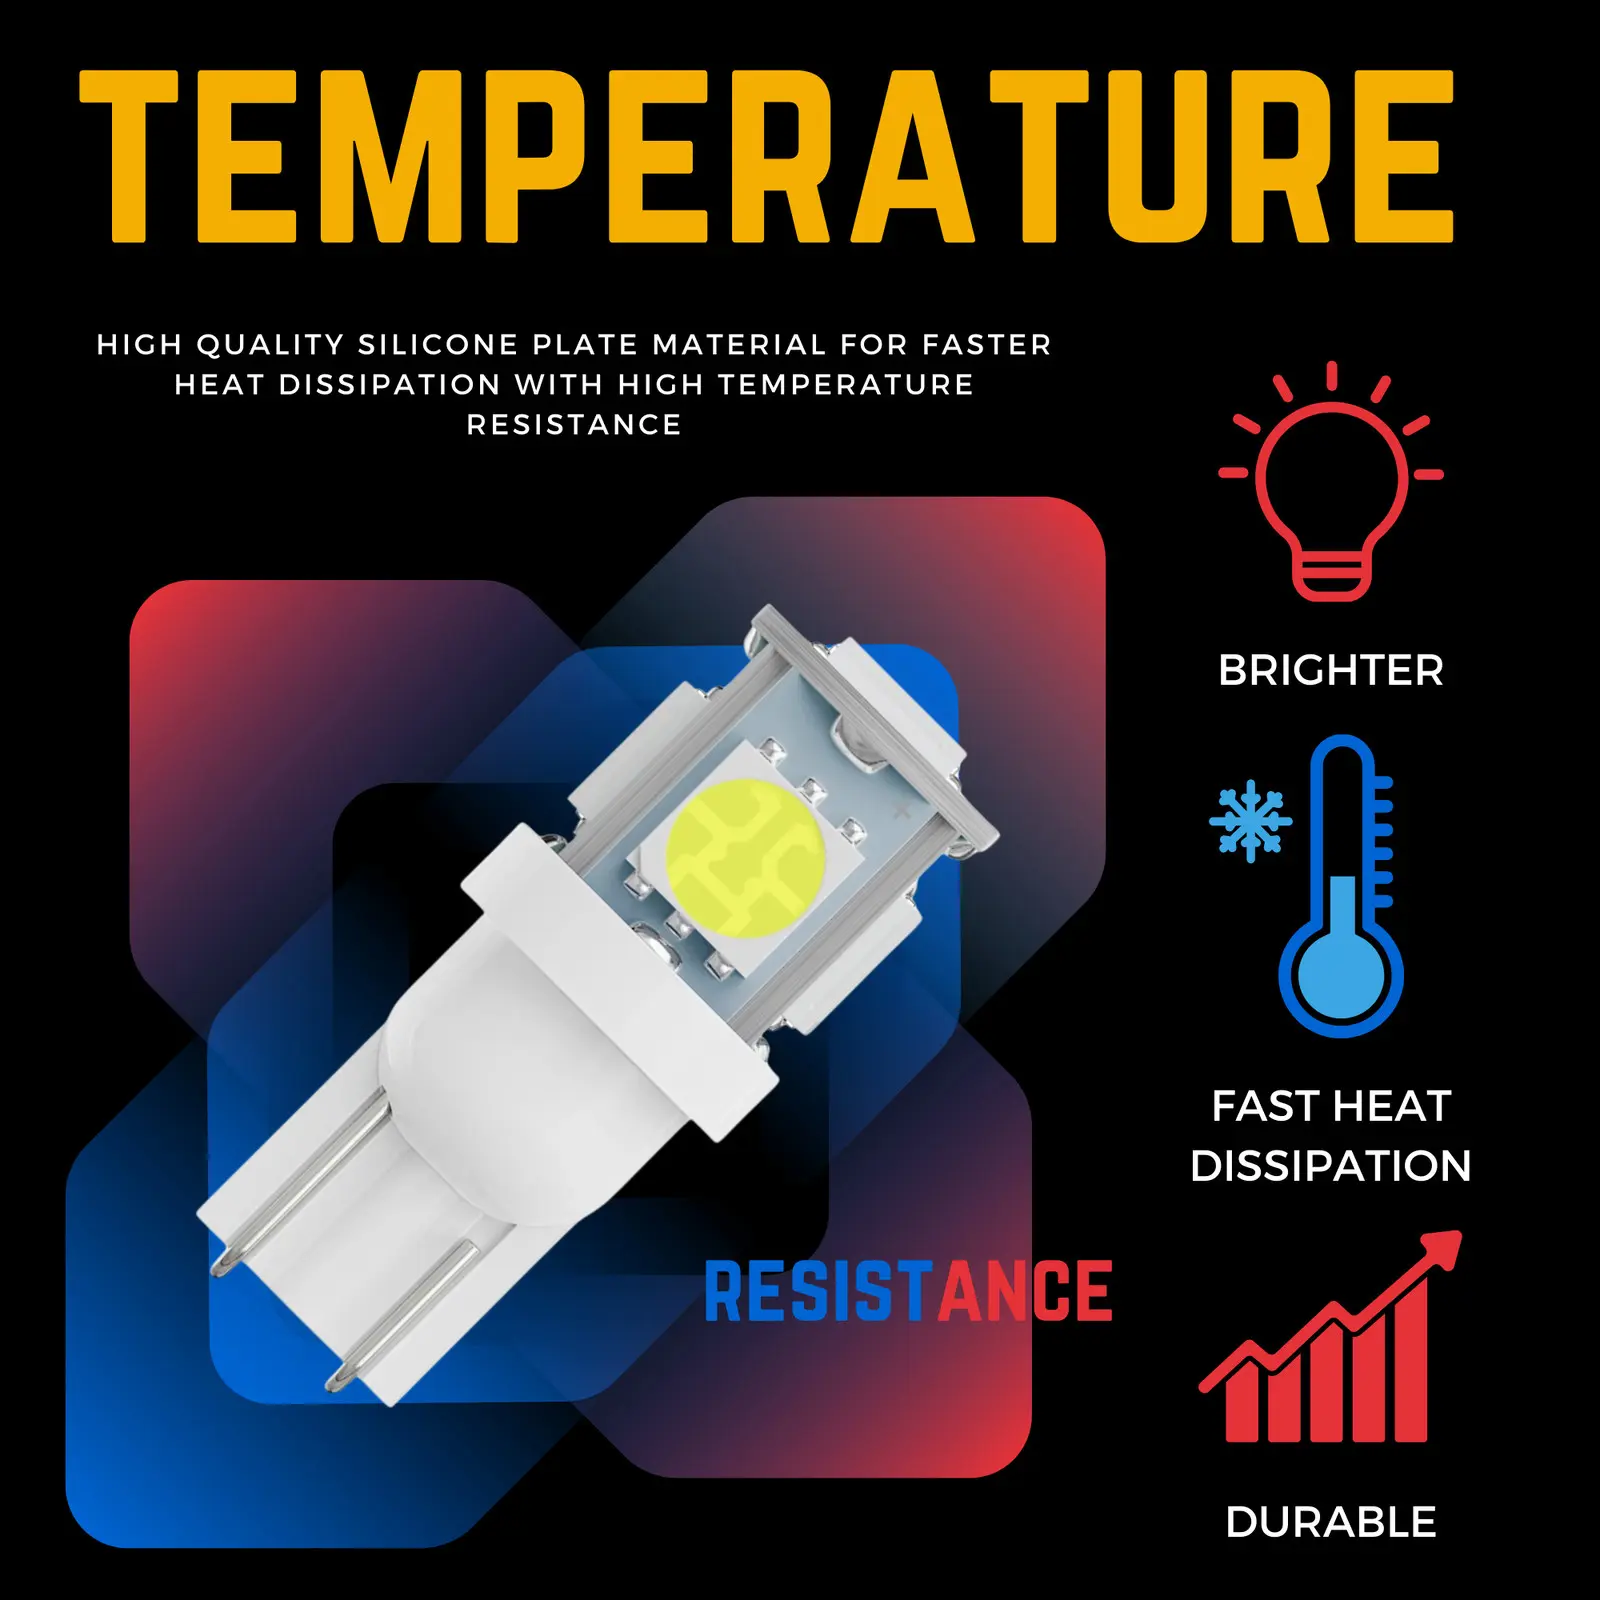 TEMPERATURE
HIGH QUALITY SILICONE PLATE MATERIAL FOR FASTER
HEAT DISSIPATION WITH HIGH TEMPERATURE
RESISTANCE
BRIGHTER
FAST HEAT
DISSIPATION
RESISTANCE
DURABLE